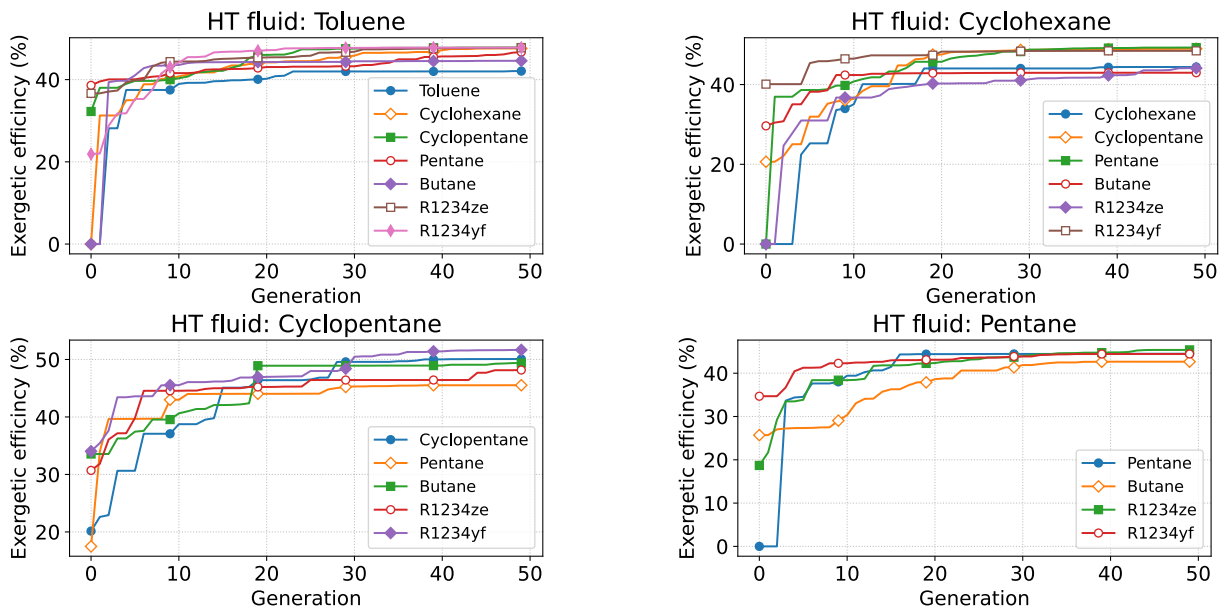 HT fluid: Toluene
Exergetic efficincy (%)
40
20
0
Toluene
Cyclohexane
Cyclopentane
Pentane
Butane
R1234ze
R1234yf
0 10 20 30 40 50
Generation
HT fluid: Cyclohexane
Exergetic efficincy (%)
40
20
0
Cyclohexane
Cyclopentane
Pentane
Butane
R1234ze
R1234yf
0 10 20 30 40 50
Generation
HT fluid: Cyclopentane
Exergetic efficincy (%)
50
40
30
20
Cyclopentane
Pentane
Butane
R1234ze
R1234yf
0 10 20 30 40 50
Generation
HT fluid: Pentane
Exergetic efficincy (%)
40
30
20
10
0
Pentane
Butane
R1234ze
R1234yf
0 10 20 30 40 50
Generation